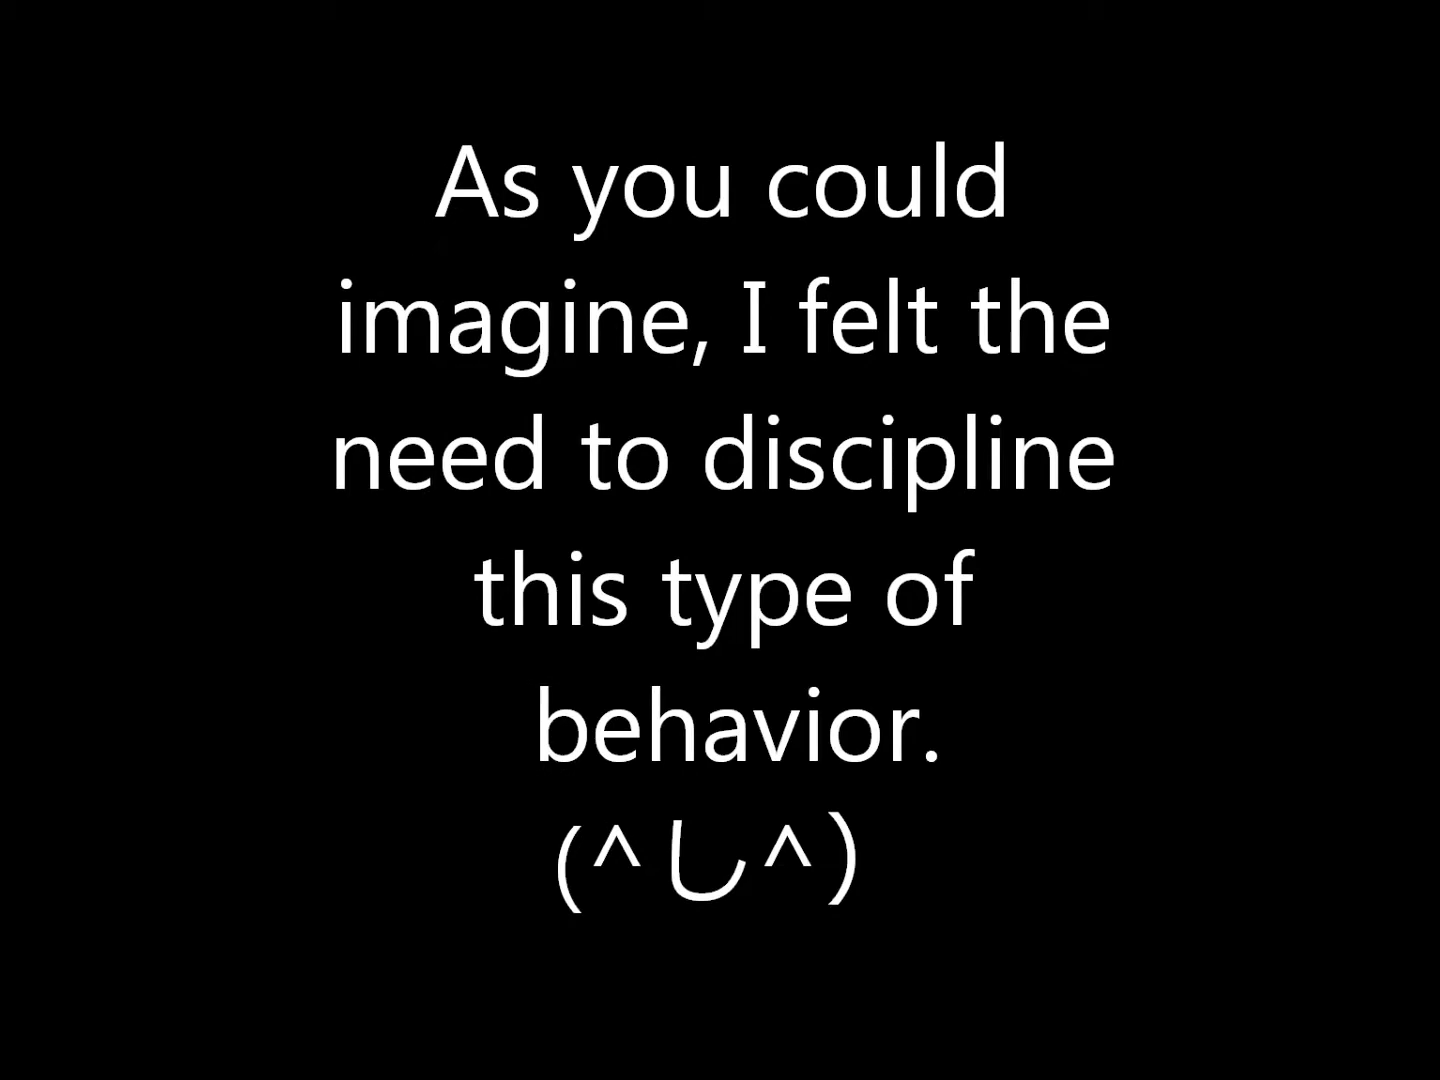 As you could
imagine, I felt the
need to discipline
this type of
behavior.
(^し^)